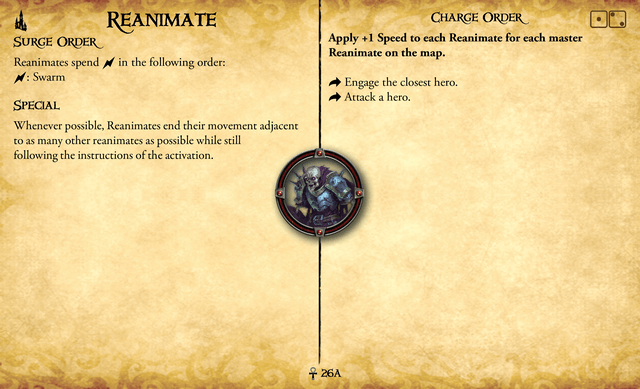 REANIMATE
SURGE ORDER
Reanimates spend in the following order:
: Swarm
SPECIAL
Whenever possible, Reanimates end their movement adjacent
to as many other reanimates as possible while still
following the instructions of the activation.
CHARGE ORDER
Apply +1 Speed to each Reanimate for each master
Reanimate on the map.
Engage the closest hero.
Attack a hero.
26A